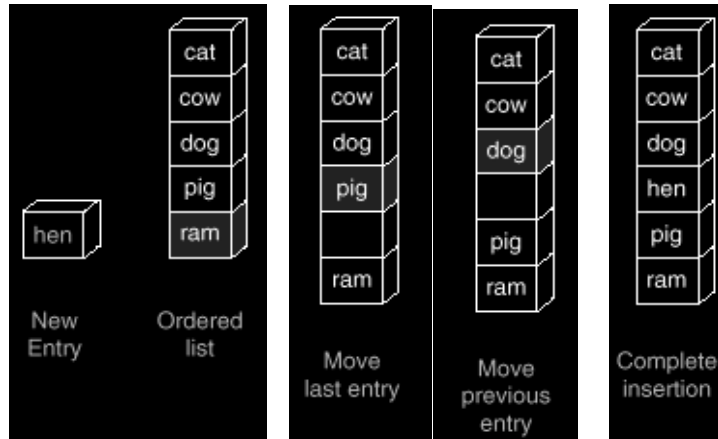 hen
New
Entry
cat
cow
dog
pig
ram
Ordered
list
cat
cow
dog
pig
ram
Move
last entry
cat
cow
dog
pig
ram
Move
previous
entry
cat
cow
dog
hen
pig
ram
Complete
insertion